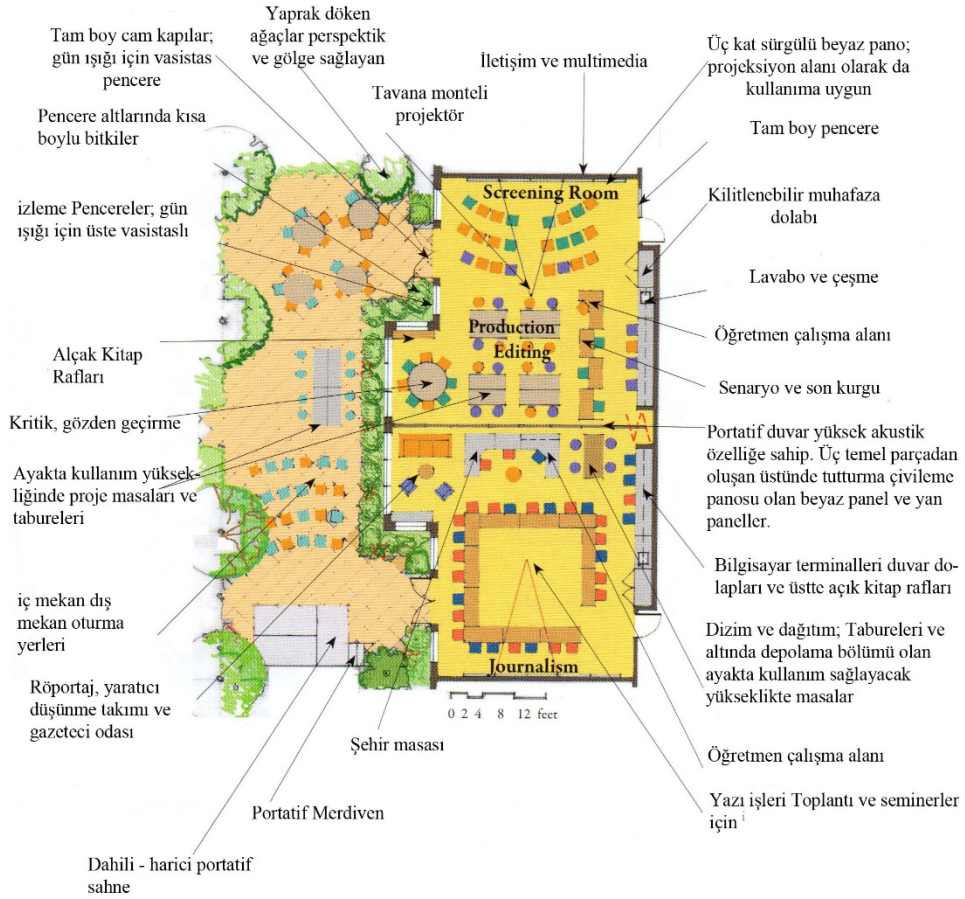 Tam boy cam kapılar;
gün ışığı için vasistas
pencere
Yaprak döken
ağaçlar perspektik
ve gölge sağlayan
Tavana monteli
projektör
İletişim ve multimedia
Üç kat sürgülü beyaz pano;
projeksiyon alanı olarak da
kullanıma uygun
Pencere altlarında kısa
boylu bitkiler
Tam boy pencere
izleme Pencereler; gün
ışığı için üste vasistaslı
Screening Room
Kilitlenebilir muhafaza
dolabı
Lavabo ve çeşme
Production
Editing
Öğretmen çalışma alanı
Alçak Kitap
Rafları
Senaryo ve son kurgu
Kritik, gözden geçirme
Portatif duvar yüksek akustik
özelliğe sahip. Üç temel parçadan
oluşan üstünde tutturma çivileme
panosu olan beyaz panel ve yan
paneller.
Ayakta kullanım yüksek-
liğinde proje masaları ve
tabureleri
Bilgisayar terminalleri duvar do-
lapları ve üstte açık kitap rafları
iç mekan dış
mekan oturma
yerleri
Dizim ve dağıtım; Tabureleri ve
altında depolama bölümü olan
ayakta kullanım sağlayacak
yükseklikte masalar
Journalism
Röportaj, yaratıcı
düşünme takımı ve
gazeteci odası
0 2 4 8 12 feet
Şehir masası
Öğretmen çalışma alanı
Portatif Merdiven
Yazı işleri Toplantı ve seminerler
için i
Dahili - harici portatif
sahne